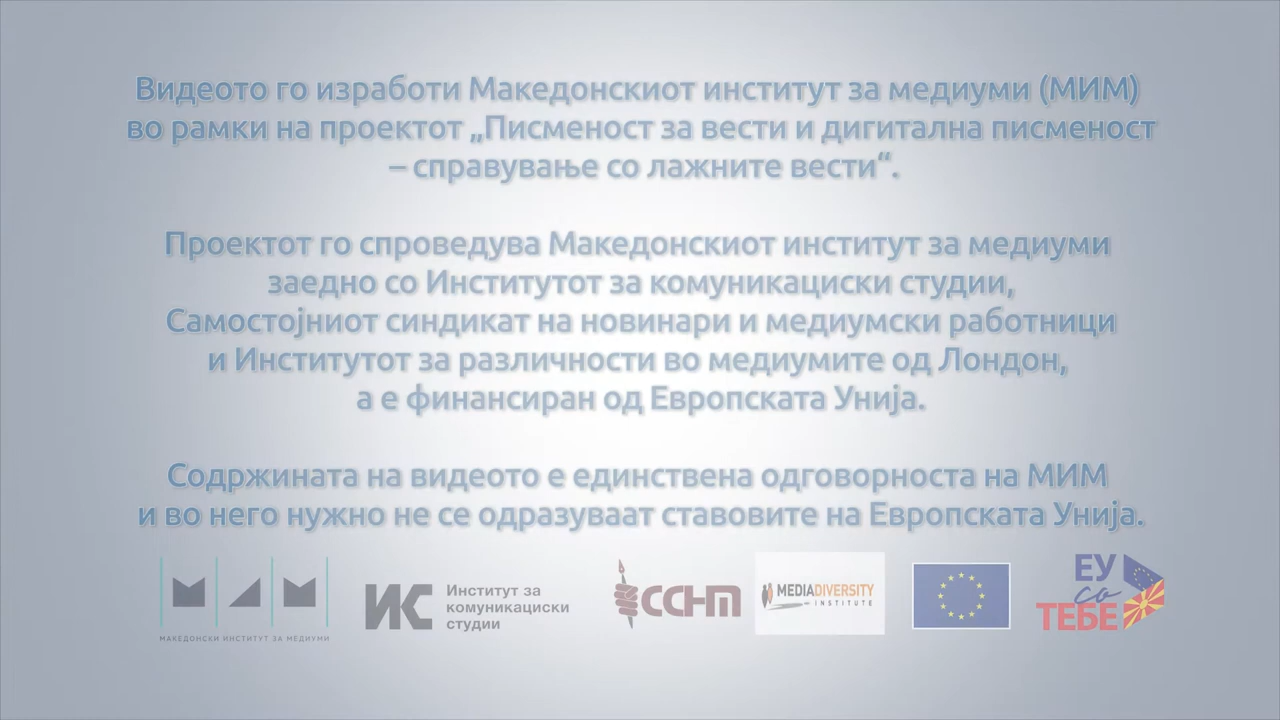 Видеото го изработи Македонскиот институт за медиуми (МИМ)
во рамки на проектот „Писменост за вести и дигитална писменост
– справување со лажните вести“.
Проектот го спроведува Македонскиот институт за медиуми
заедно со Институтот за комуникациски студии,
Самостојниот синдикат на новинари и медиумски работници
и Институтот за различности во медиумите од Лондон,
а е финансиран од Европската Унија.
Содржината на видеото е единствена одговорноста на МИМ
и во него нужно не се одразуваат ставовите на Европската Унија.
МИМ
МАКЕДОНСКИ ИНСТИТУТ ЗА МЕДИУМИ
ИС
Институт за
комуникациски
студии
ССНМ
MEDIADIVERSITY
INSTITUTE
ЕУ
со
ТЕБЕ